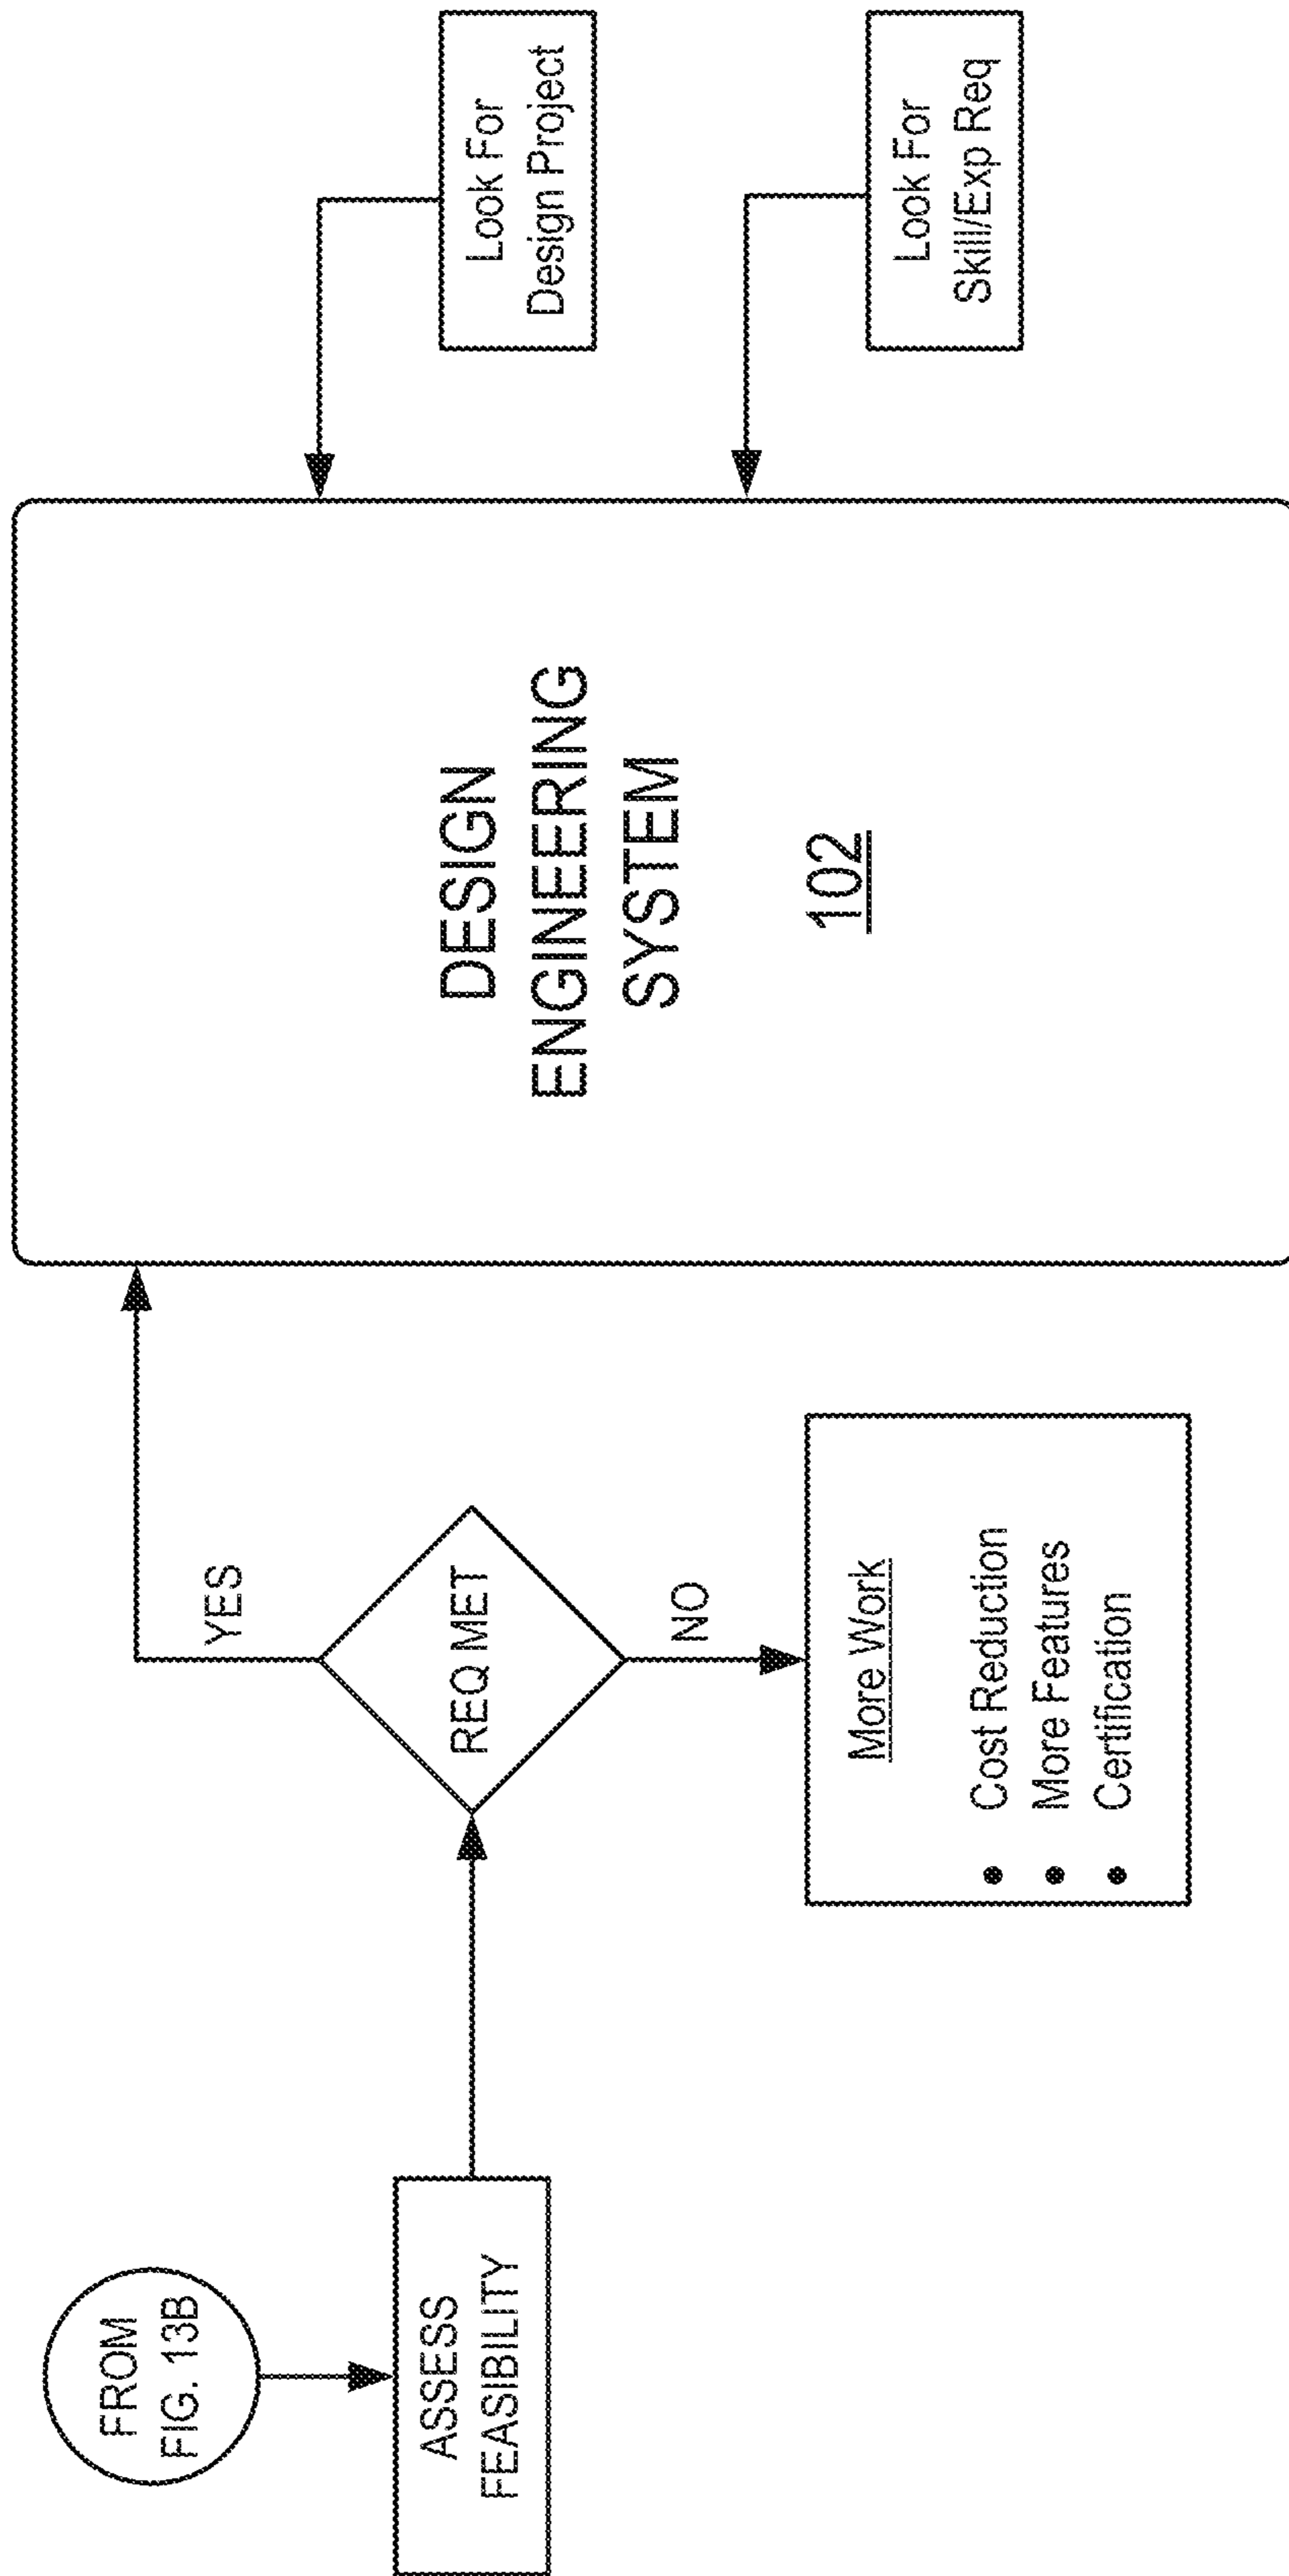 FROM
FIG. 13B
ASSESS
FEASIBILITY
REQ MET
YES
NO
More Work
• Cost Reduction
• More Features
• Certification
DESIGN
ENGINEERING
SYSTEM
102
Look For
Design Project
Look For
Skill/Exp Req